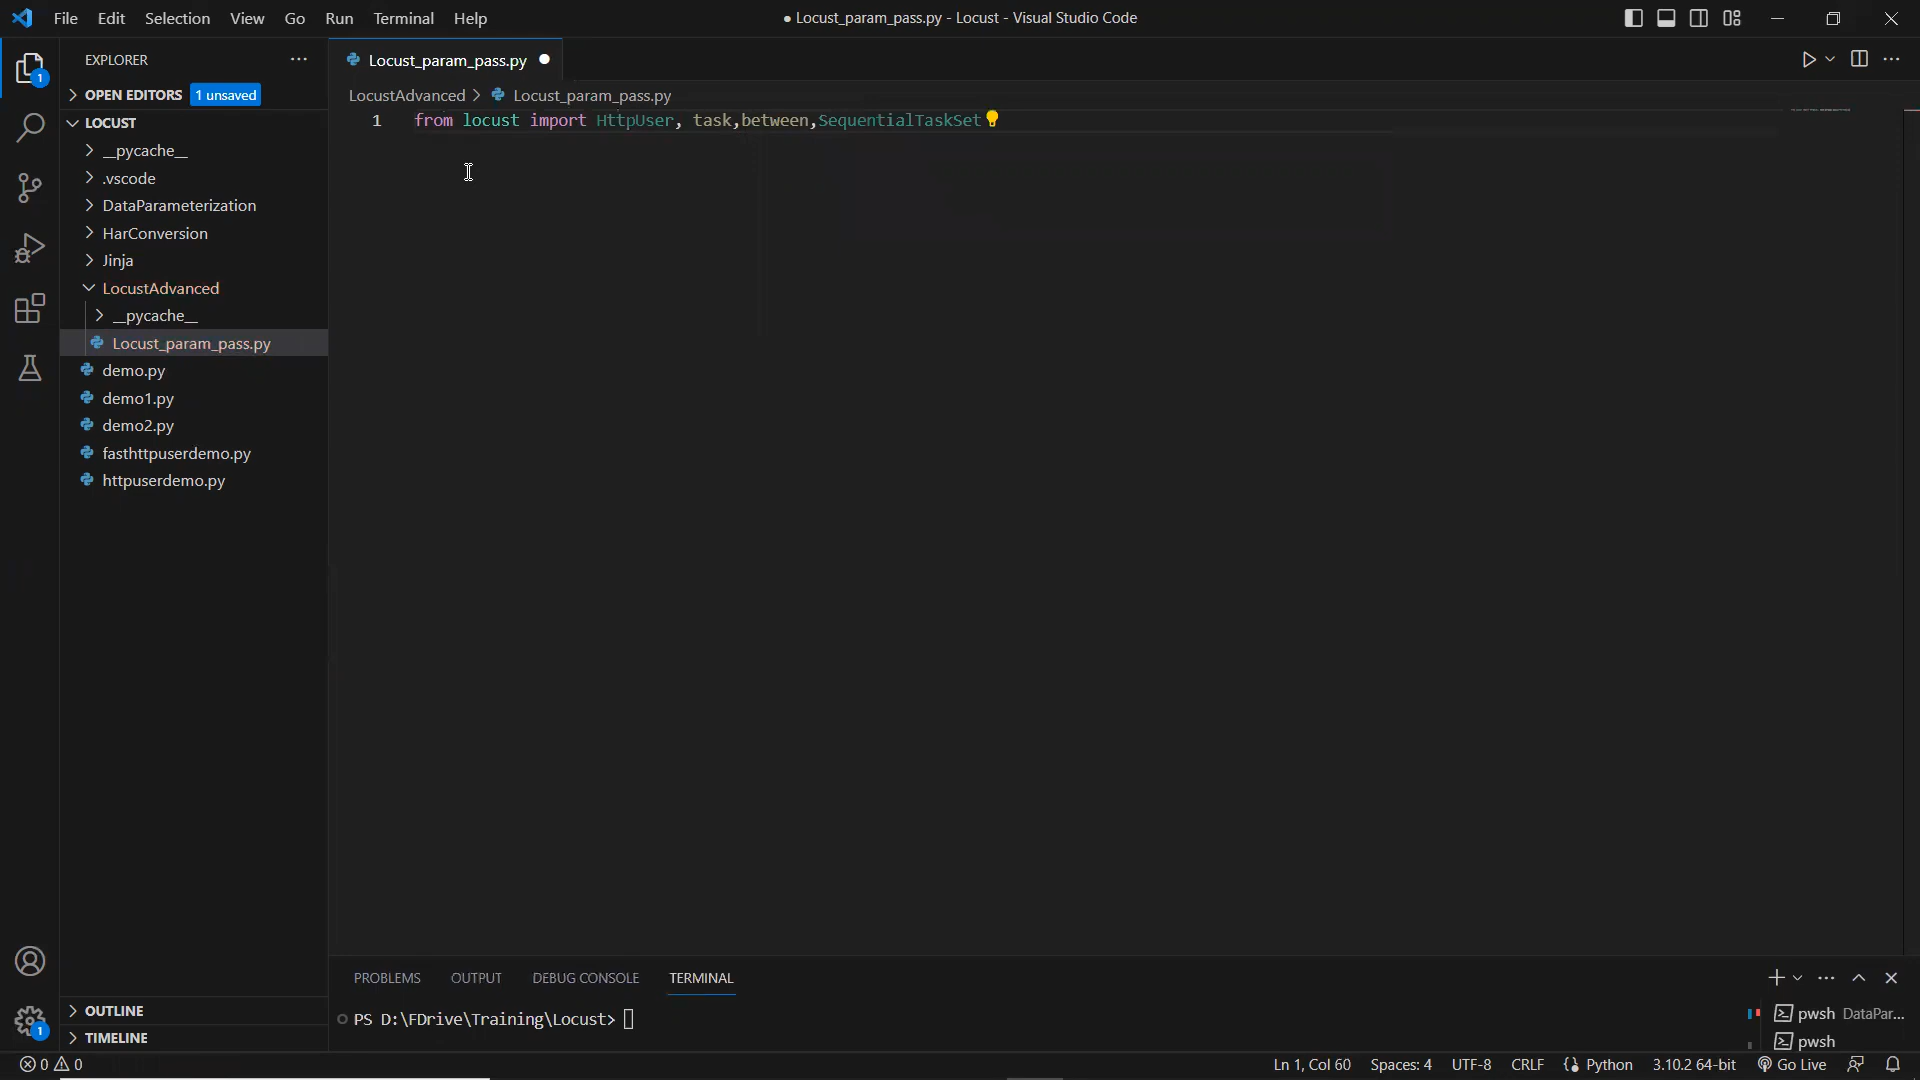 File Edit Selection View Go Run Terminal Help
● Locust_param_pass.py - Locust - Visual Studio Code
EXPLORER
OPEN EDITORS 1 unsaved
LOCUST
__pycache__
.vscode
DataParameterization
HarConversion
Jinja
LocustAdvanced
__pycache__
Locust_param_pass.py
demo.py
demo1.py
demo2.py
fasthttpuserdemo.py
httpuserdemo.py
OUTLINE
TIMELINE
1
1
Locust_param_pass.py
LocustAdvanced > Locust_param_pass.py
1 from locust import HttpUser, task,between,SequentialTaskSet
PROBLEMS OUTPUT DEBUG CONSOLE TERMINAL
PS D:\FDrive\Training\Locust>
pwsh DataPar...
pwsh
0 0 Ln 1, Col 60 Spaces: 4 UTF-8 CRLF Python 3.10.2 64-bit Go Live